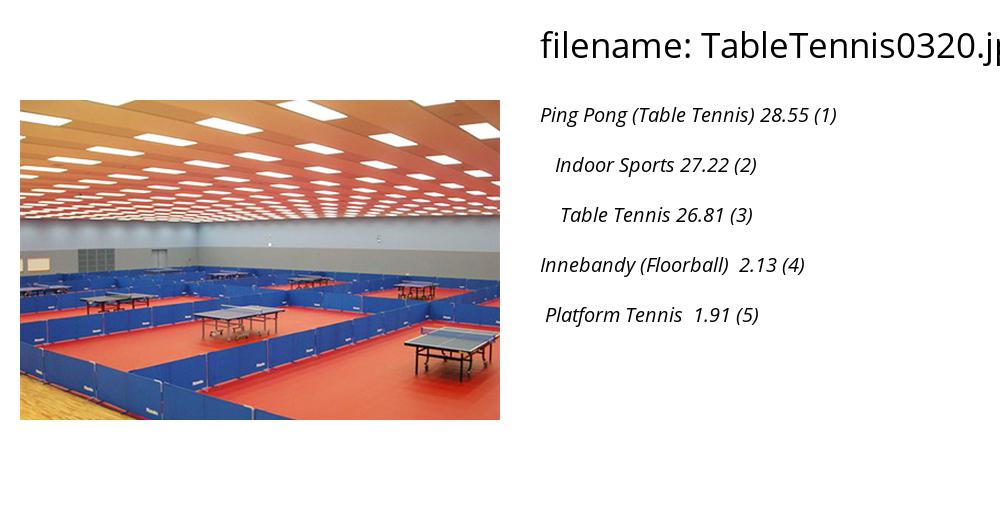 filename: TableTennis0320.jp
Ping Pong (Table Tennis) 28.55 (1)
Indoor Sports 27.22 (2)
Table Tennis 26.81 (3)
Innebandy (Floorball) 2.13 (4)
Platform Tennis 1.91 (5)